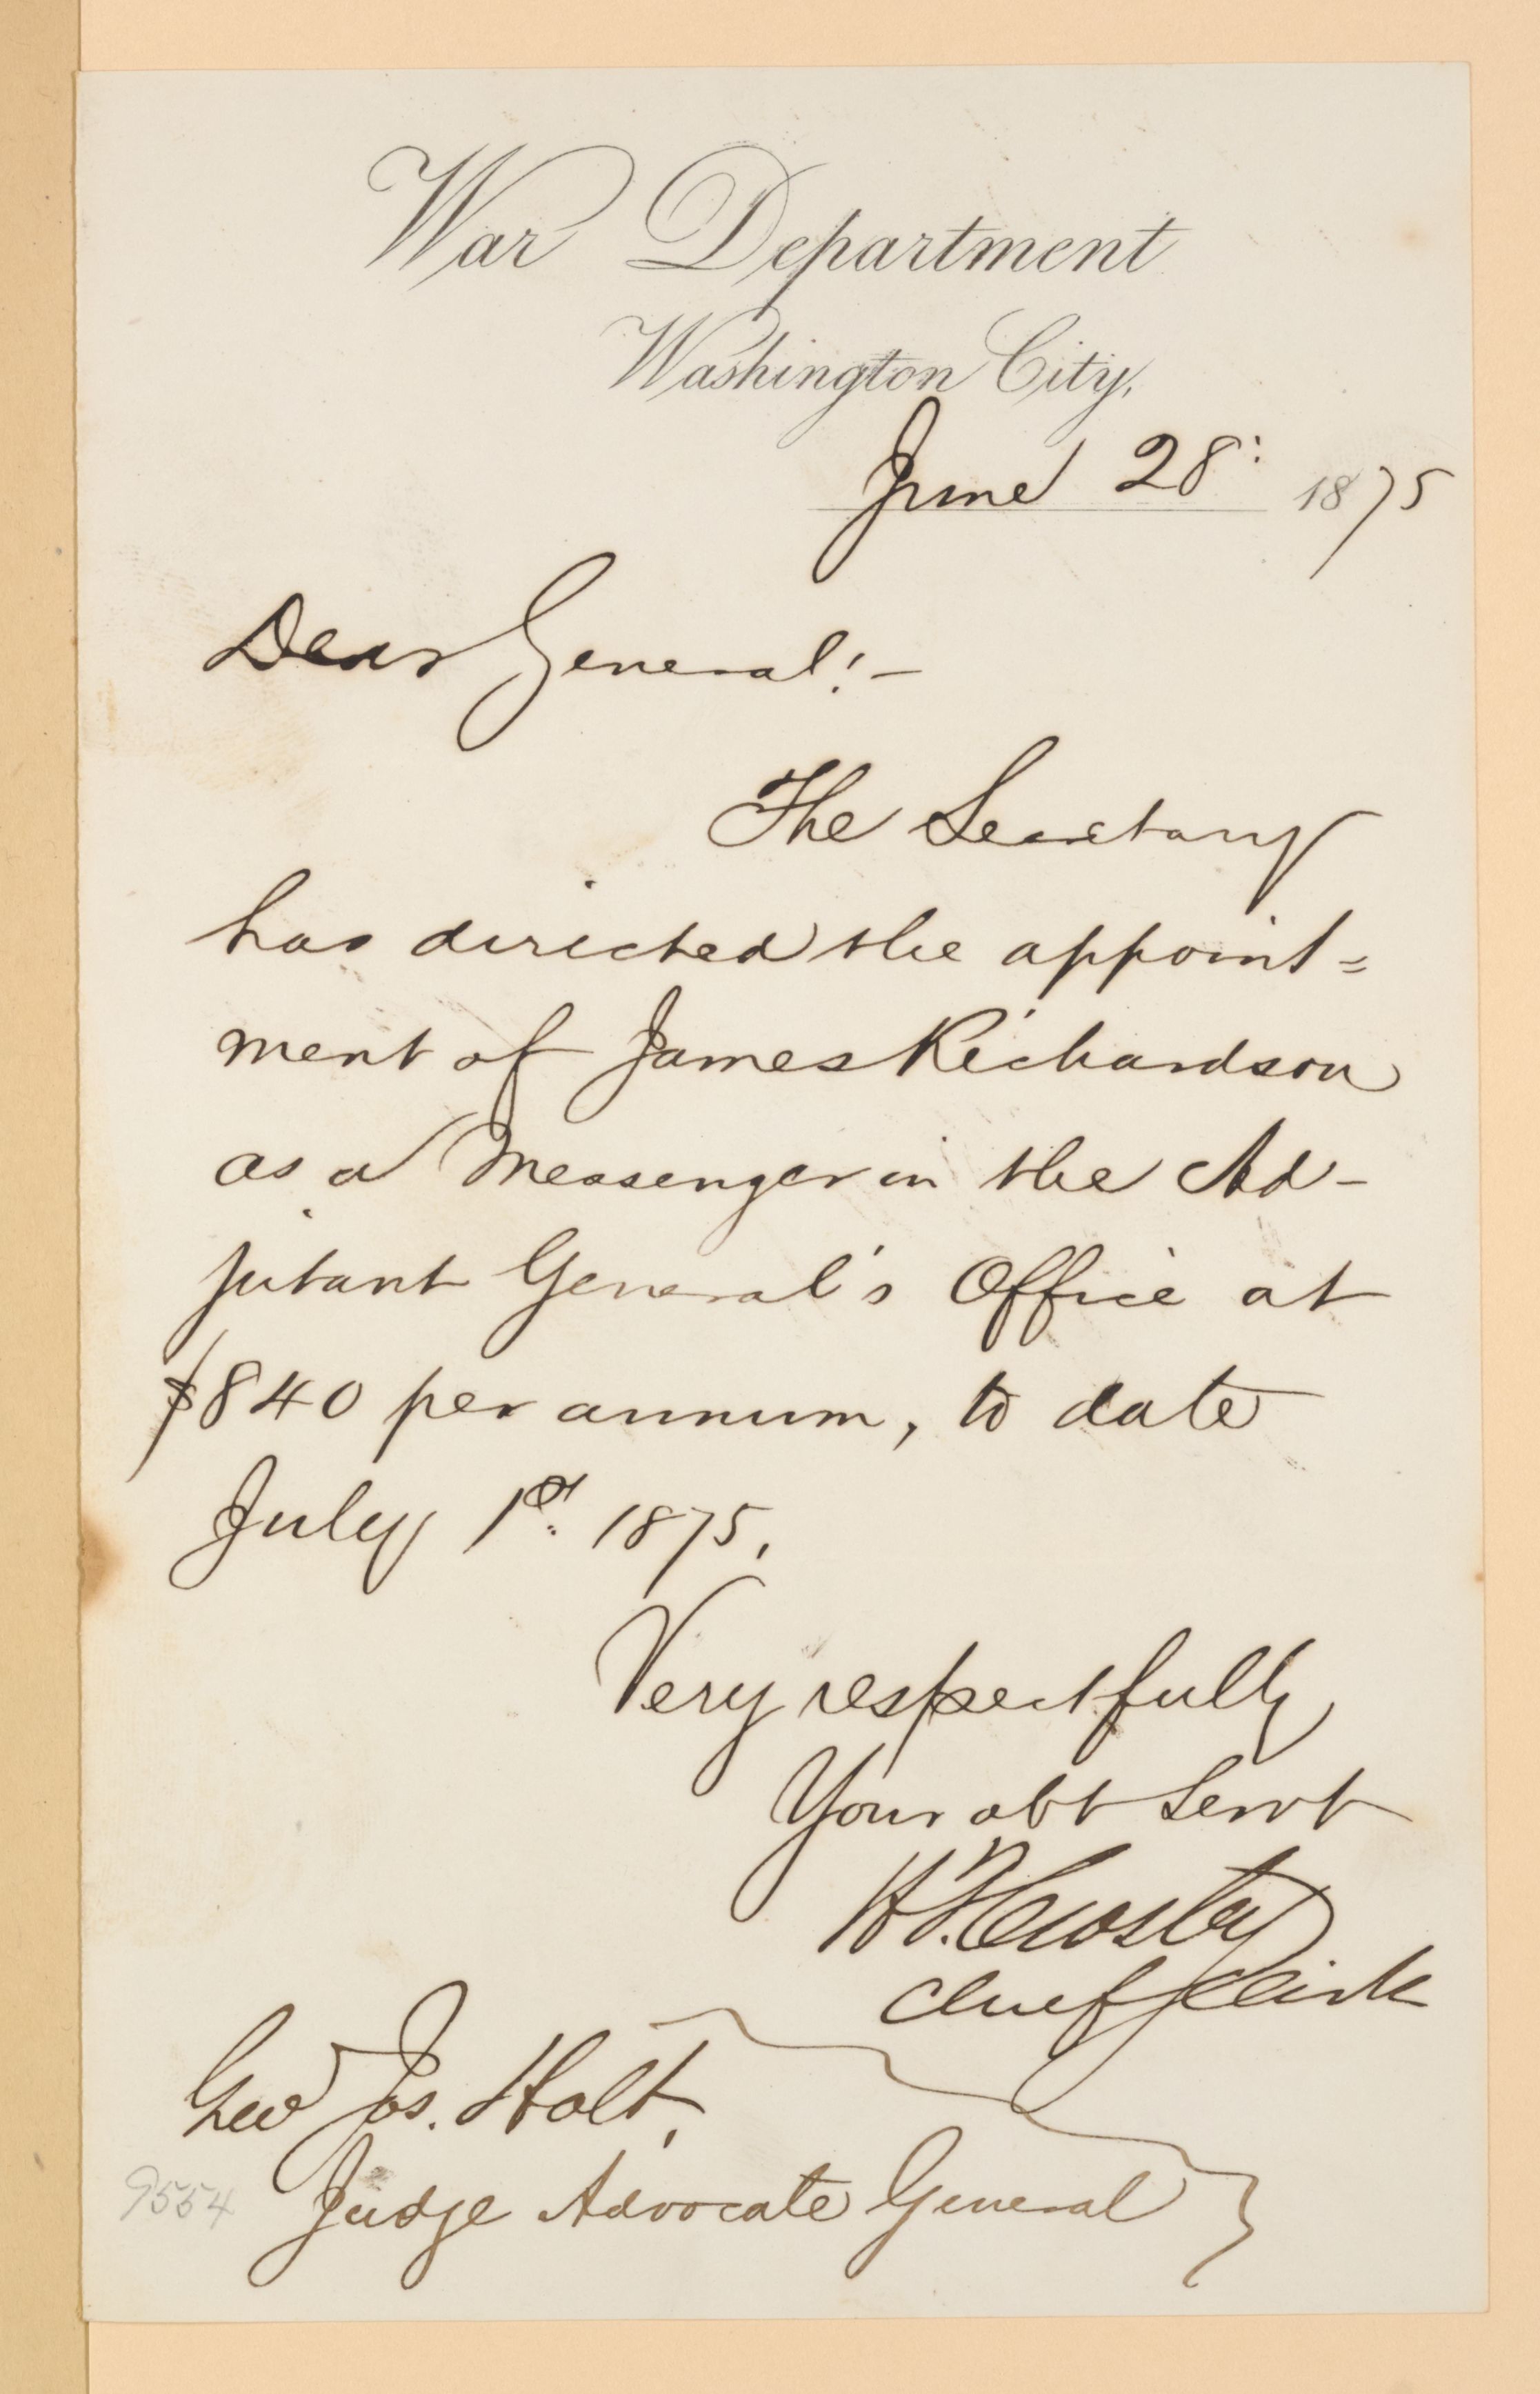 War Department
Washington City,
June 28: 1875
Dear General!—
The Secretary
has directed the appoint=
ment of James Richardson
as a Messenger in the Ad-
jutant General's Office at
$840 per annum, to date
July 1st. 1875.
Very respectfully
Your obt Servt
H. T. Crosby
Chief Clerk
Genl Jos. Holt,
Judge Advocate General
9554